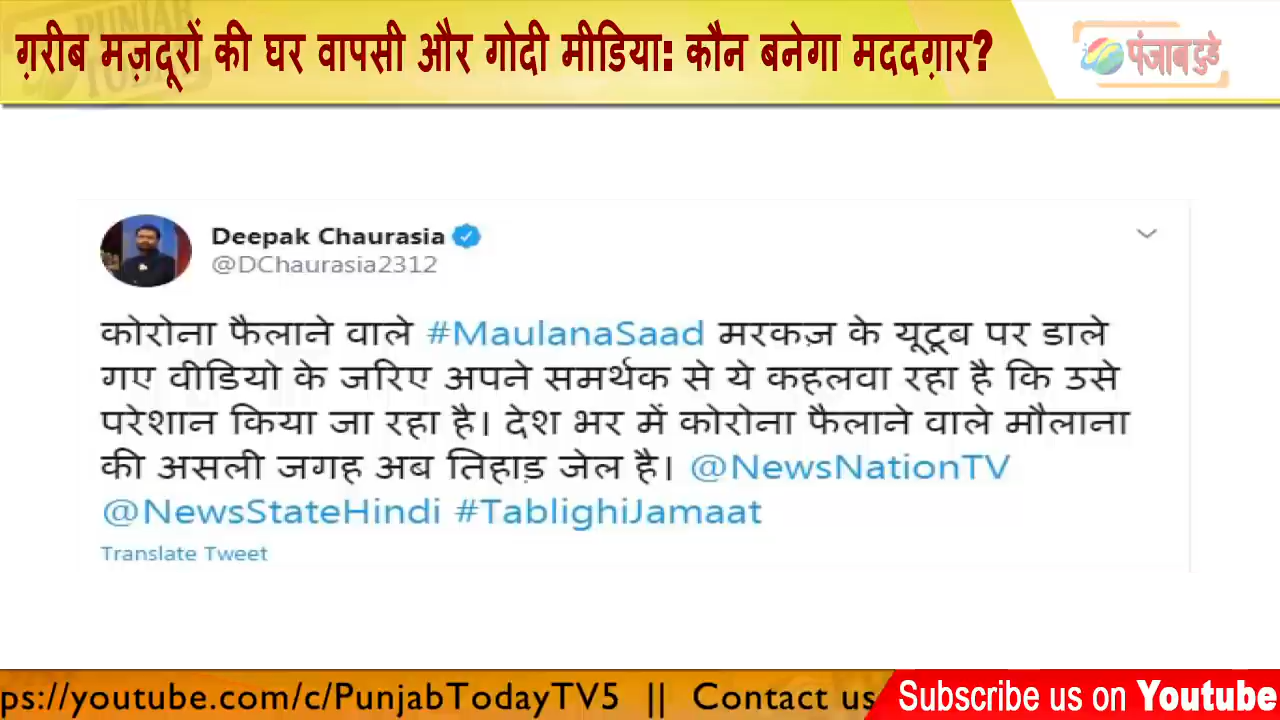 ग़रीब मज़दूरों की घर वापसी और गोदी मीडिया: कौन बनेगा मददग़ार?
पंजाब टुडे
Deepak Chaurasia
@DChaurasia2312
कोरोना फैलाने वाले #MaulanaSaad मरकज़ के यूटूब पर डाले
गए वीडियो के जरिए अपने समर्थक से ये कहलवा रहा है कि उसे
परेशान किया जा रहा है। देश भर में कोरोना फैलाने वाले मौलाना
की असली जगह अब तिहाड़ जेल है। @NewsNationTV
@NewsStateHindi #TablighiJamaat
Translate Tweet
ps://youtube.com/c/PunjabTodayTV5 || Contact us
Subscribe us on Youtube